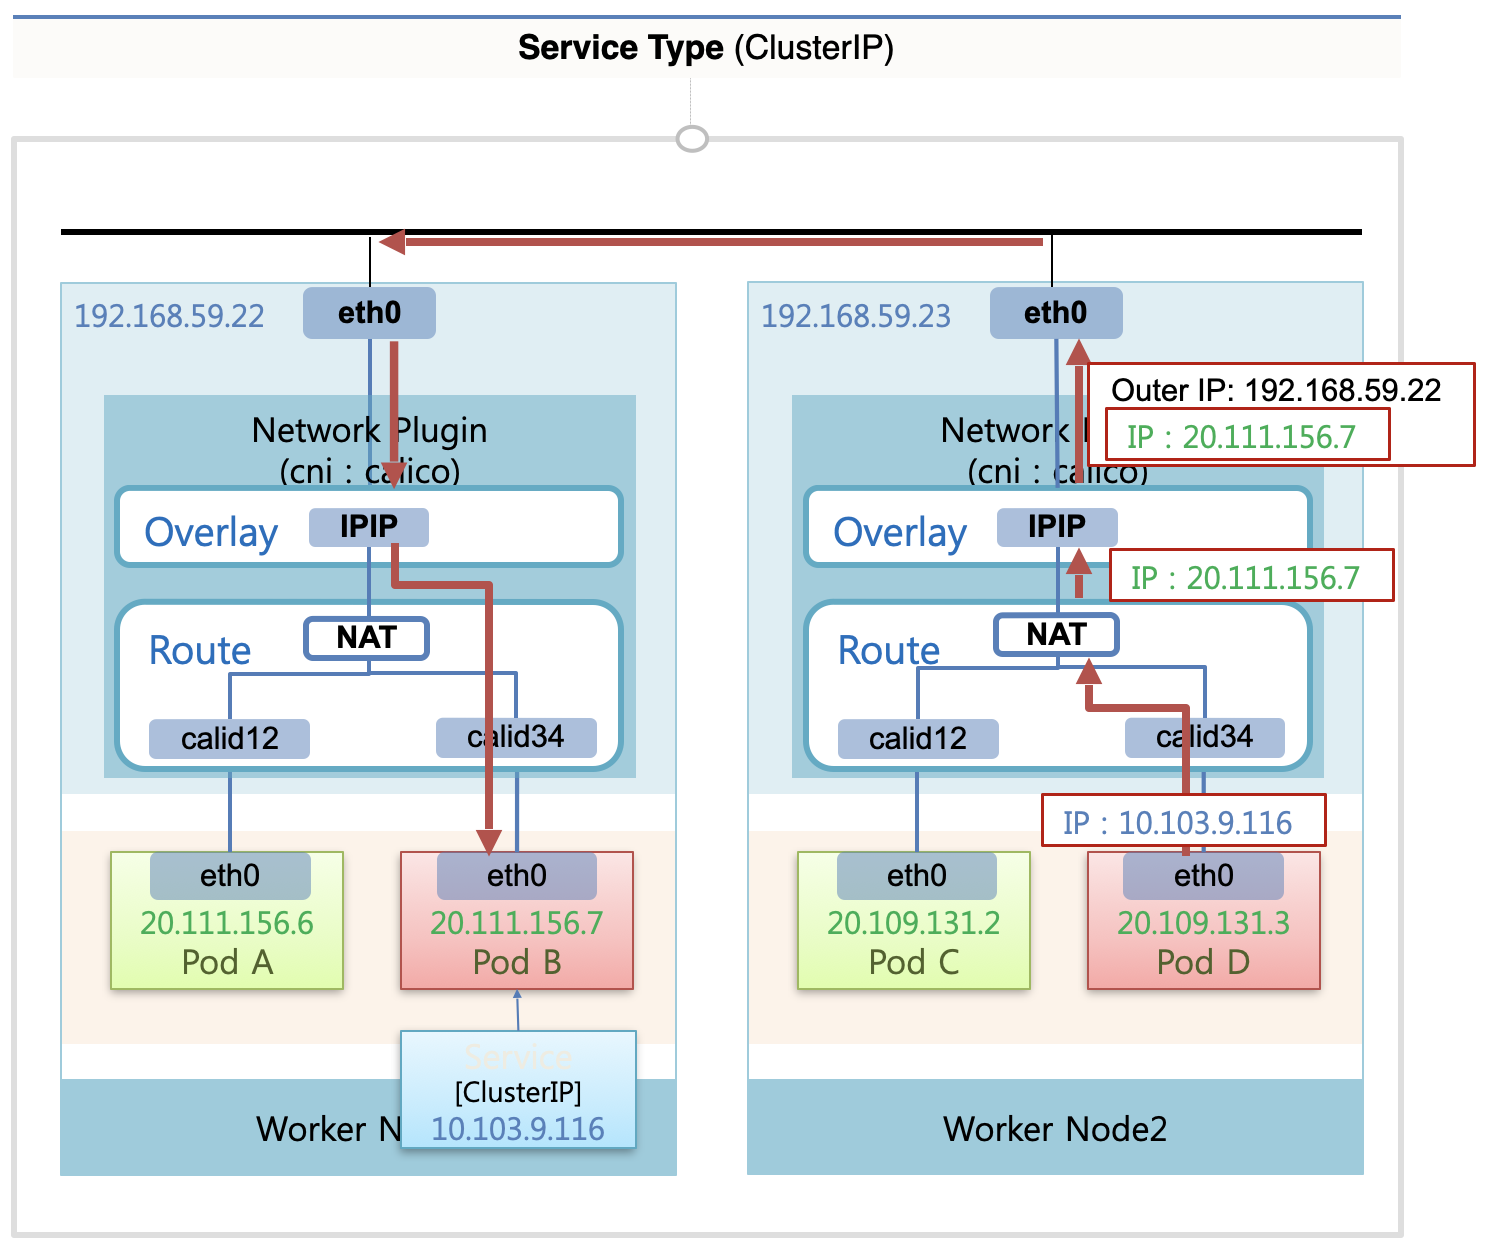 Service Type (ClusterIP)
192.168.59.22
eth0
Network Plugin
(cni : calico)
Overlay
IPIP
Route
NAT
calid12
calid34
eth0
20.111.156.6
Pod A
eth0
20.111.156.7
Pod B
Service
[ClusterIP]
10.103.9.116
Worker N
192.168.59.23
eth0
Outer IP: 192.168.59.22
IP : 20.111.156.7
Network
(cni : calico)
Overlay
IPIP
IP : 20.111.156.7
Route
NAT
calid12
calid34
IP : 10.103.9.116
eth0
20.109.131.2
Pod C
eth0
20.109.131.3
Pod D
Worker Node2